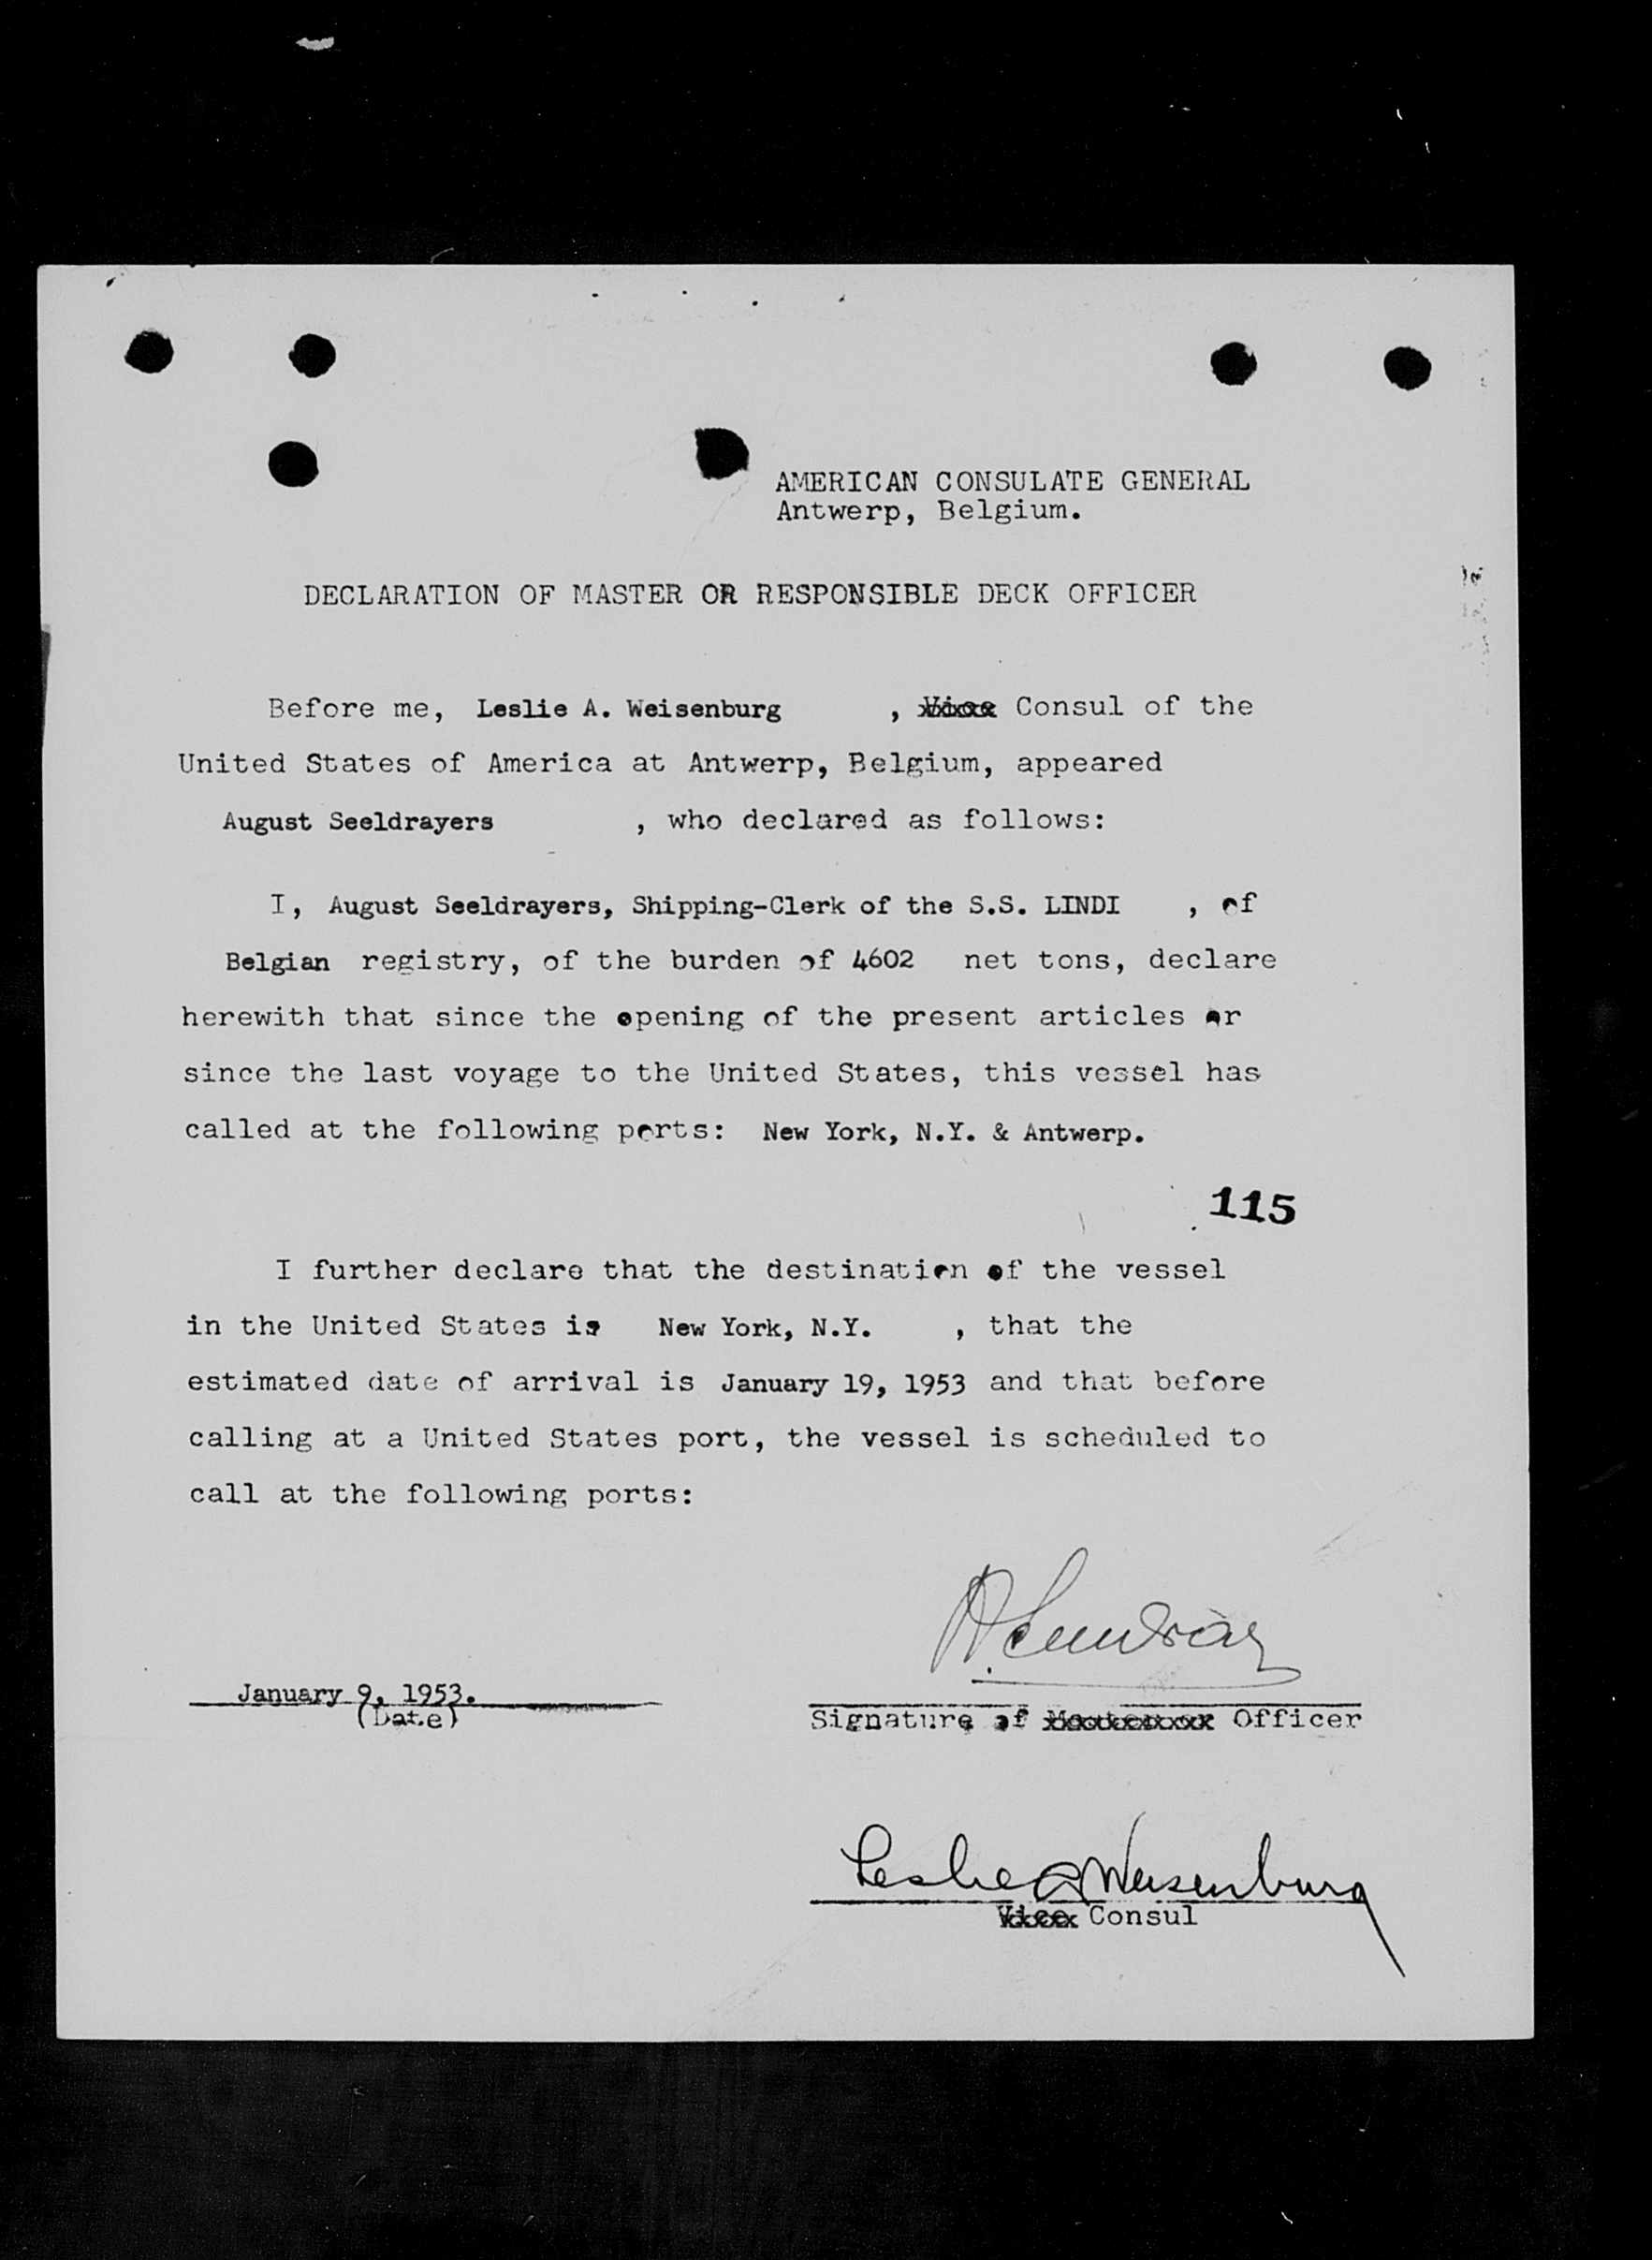 AMERICAN CONSULATE GENERAL
Antwerp, Belgium.
DECLARATION OF MASTER OR RESPONSIBLE DECK OFFICER
Before me, Leslie A. Weisenburg , Vice Consul of the
United States of America at Antwerp, Belgium, appeared
August Seeldrayers , who declared as follows:
I, August Seeldrayers, Shipping-Clerk of the S.S. LINDI , of
Belgian registry, of the burden of 4602 net tons, declare
herewith that since the opening of the present articles or
since the last voyage to the United States, this vessel has
called at the following ports: New York, N.Y. & Antwerp.
115
I further declare that the destination of the vessel
in the United States is New York, N.Y. , that the
estimated date of arrival is January 19, 1953 and that before
calling at a United States port, the vessel is scheduled to
call at the following ports:
January 9, 1953.
(Date)
Signature of Master or Officer
Leslie A Weisenburg
Vice Consul